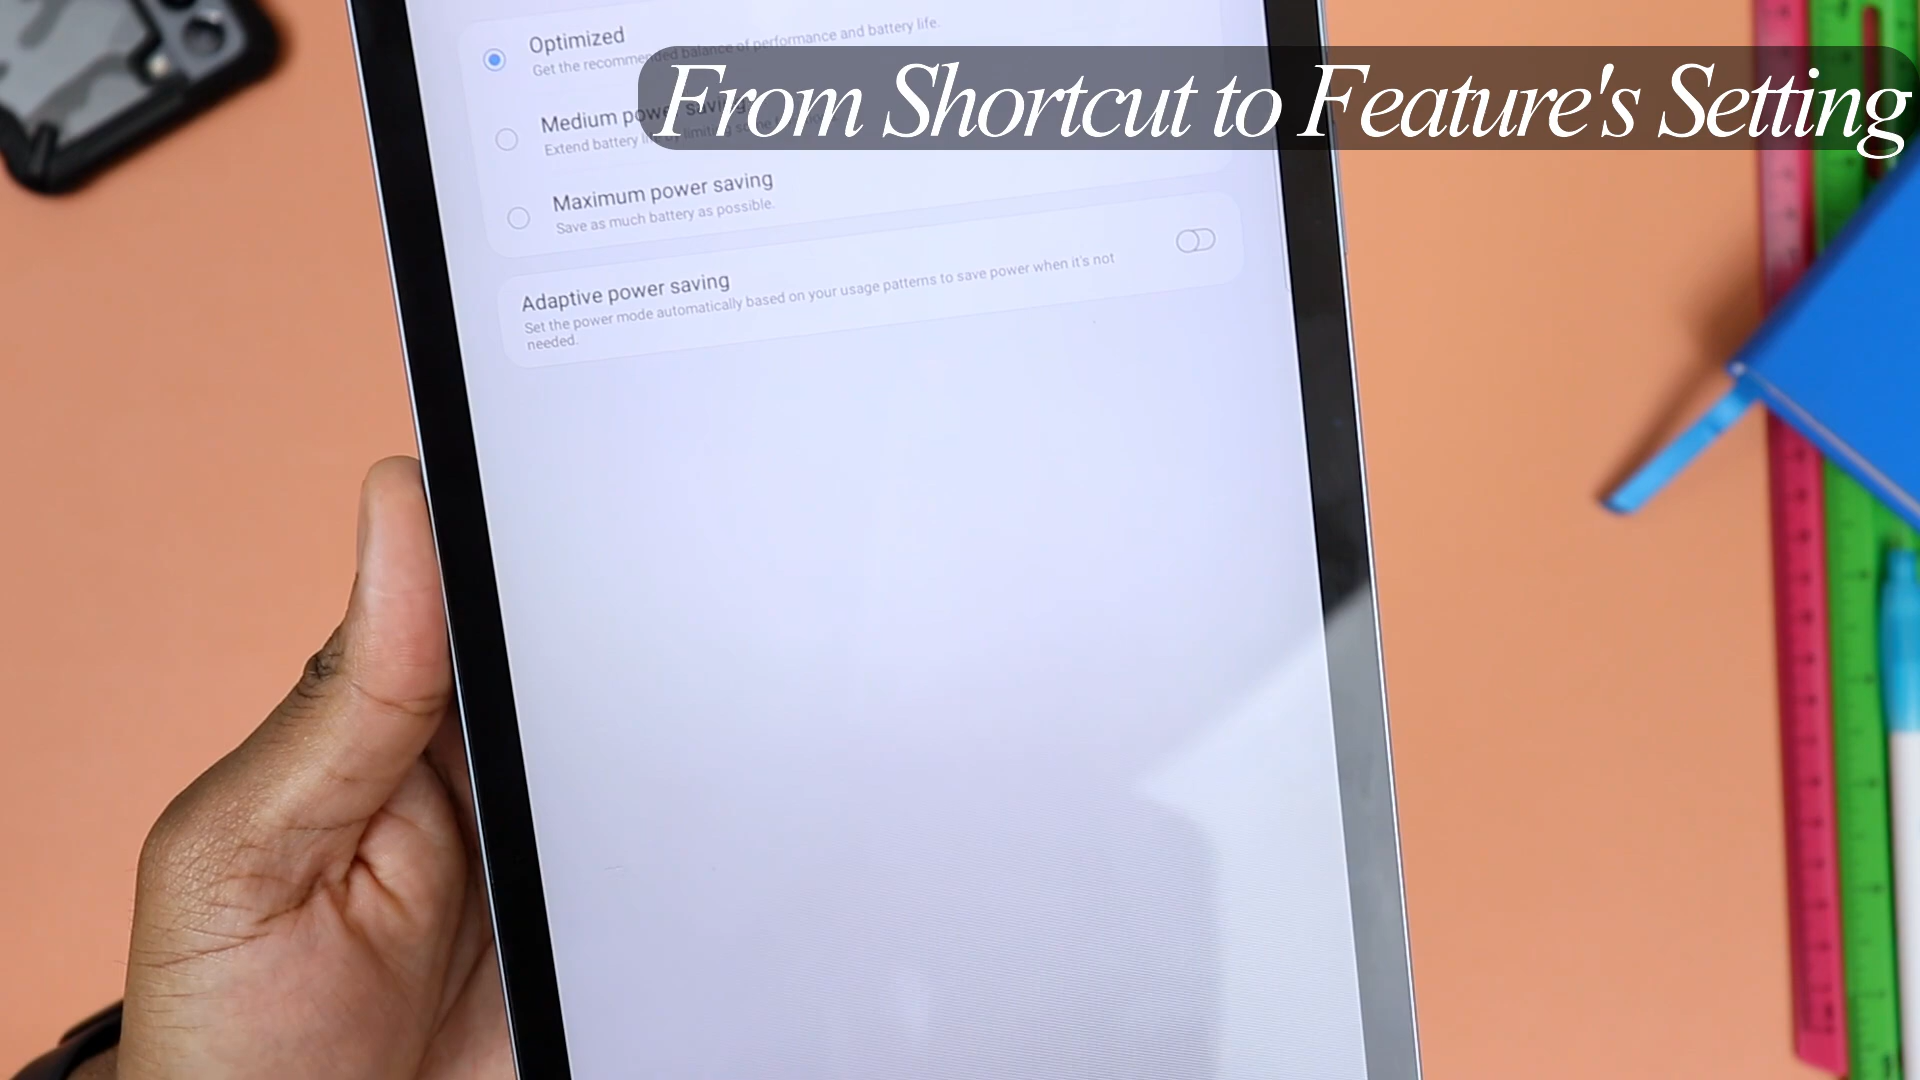 Optimized
Get the recommended balance of performance and battery life.
From Shortcut to Feature's Setting
Medium power saving
Extend battery life by limiting some
Maximum power saving
Save as much battery as possible.
Adaptive power saving
Set the power mode automatically based on your usage patterns to save power when it's not
needed.